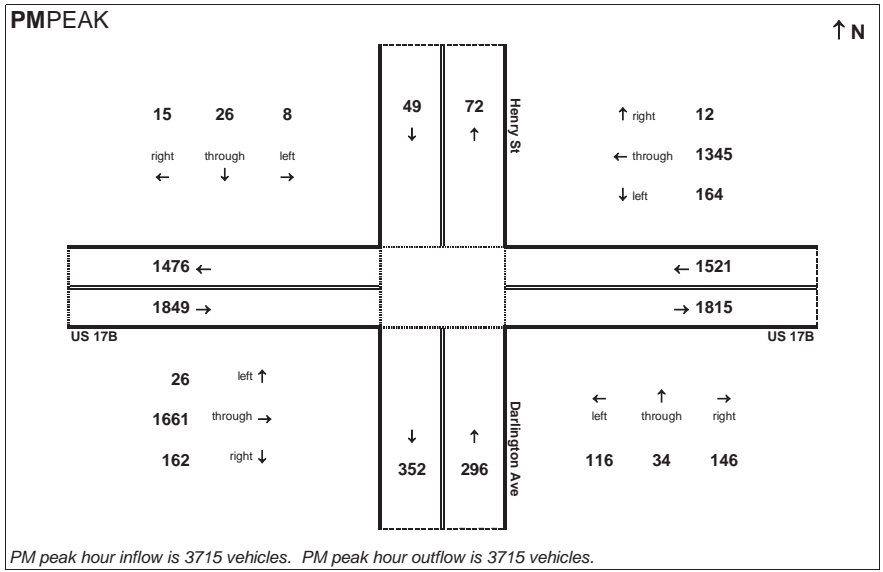 PMPEAK
↑ N
15 26 8
right through left
← ↓ →
49 72
↓ ↑
Henry St
↑ right 12
← through 1345
↓ left 164
1476 ←
← 1521
1849 →
→ 1815
US 17B
US 17B
26 left ↑
1661 through →
162 right ↓
↓ ↑
352 296
Darlington Ave
← ↑ →
left through right
116 34 146
PM peak hour inflow is 3715 vehicles. PM peak hour outflow is 3715 vehicles.